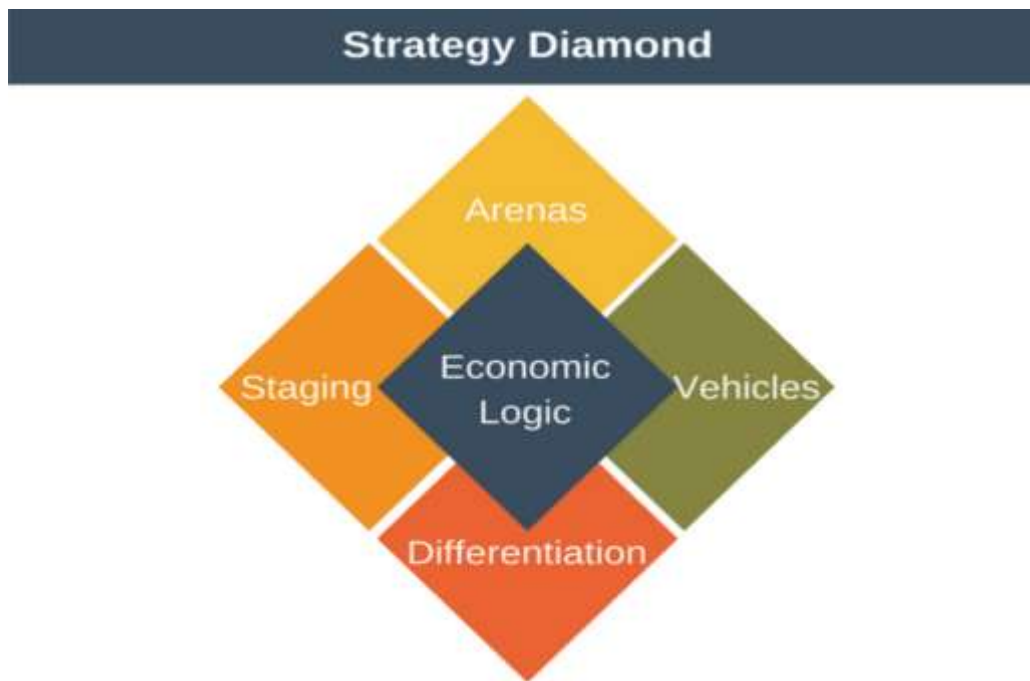 Strategy Diamond
Arenas
Staging
Economic
Logic
Vehicles
Differentiation